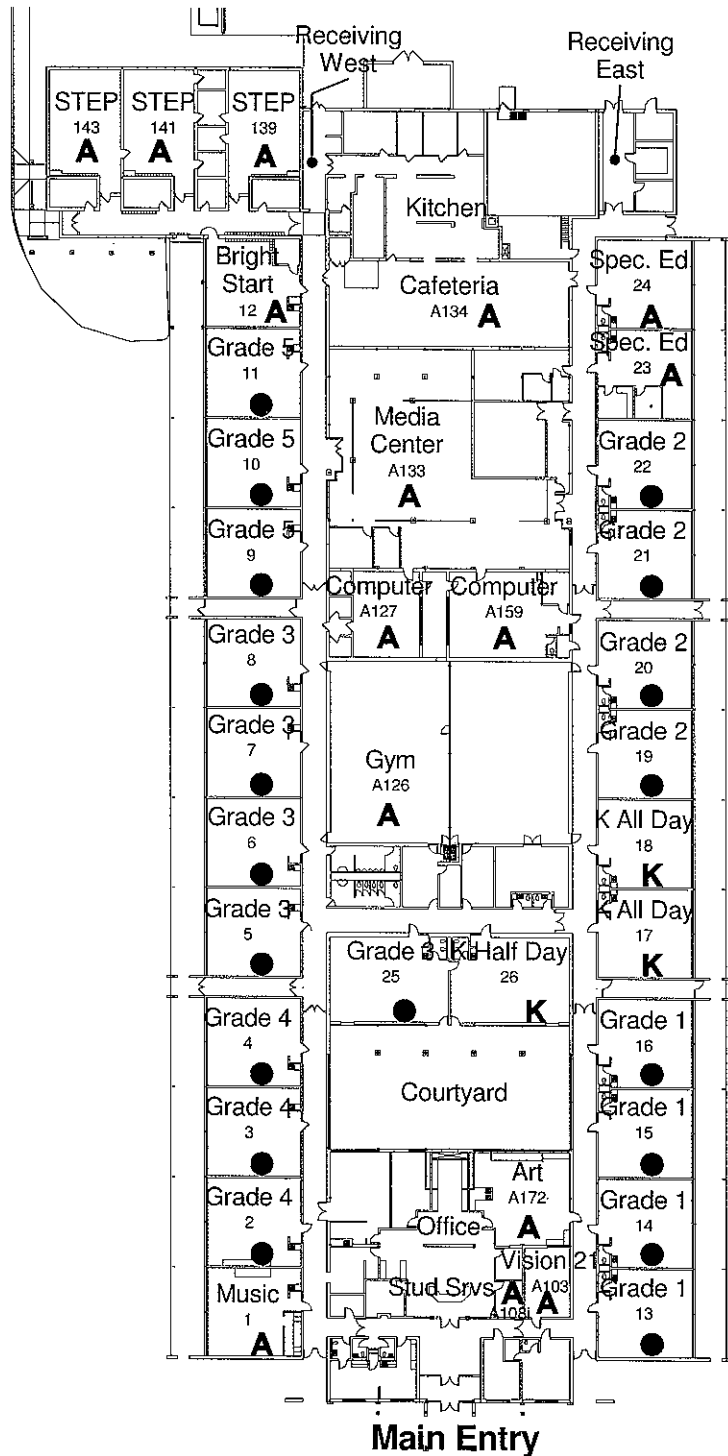 Receiving
West
Receiving
East
STEP
143
A
STEP
141
A
STEP
139
A
Kitchen
Bright
Start
12 A
Cafeteria
A134 A
Spec. Ed
24
A
Grade 5
11
Spec. Ed
23
A
Media
Center
A133
A
Grade 5
10
Grade 2
22
Grade 5
9
Grade 2
21
Computer
A127
A
Computer
A159
A
Grade 3
8
Grade 2
20
Grade 3
7
Grade 2
19
Gym
A126
A
Grade 3
6
K All Day
18
K
Grade 3
5
K All Day
17
K
Grade 3
25
K Half Day
26
K
Grade 4
4
Grade 1
16
Courtyard
Grade 4
3
Grade 1
15
Art
A172
A
Grade 4
2
Office
Grade 1
14
Vision 21
A103
A
Stud Srvs
A
A108i
Music
1
A
Grade 1
13
Main Entry